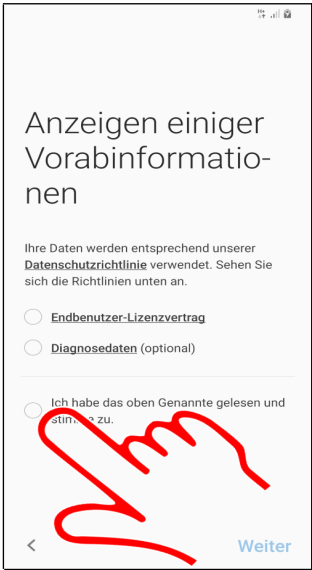 Anzeigen einiger
Vorabinformatio-
nen
Ihre Daten werden entsprechend unserer
Datenschutzrichtlinie verwendet. Sehen Sie
sich die Richtlinien unten an.
Endbenutzer-Lizenzvertrag
Diagnosedaten (optional)
Ich habe das oben Genannte gelesen und
stimme zu.
Weiter